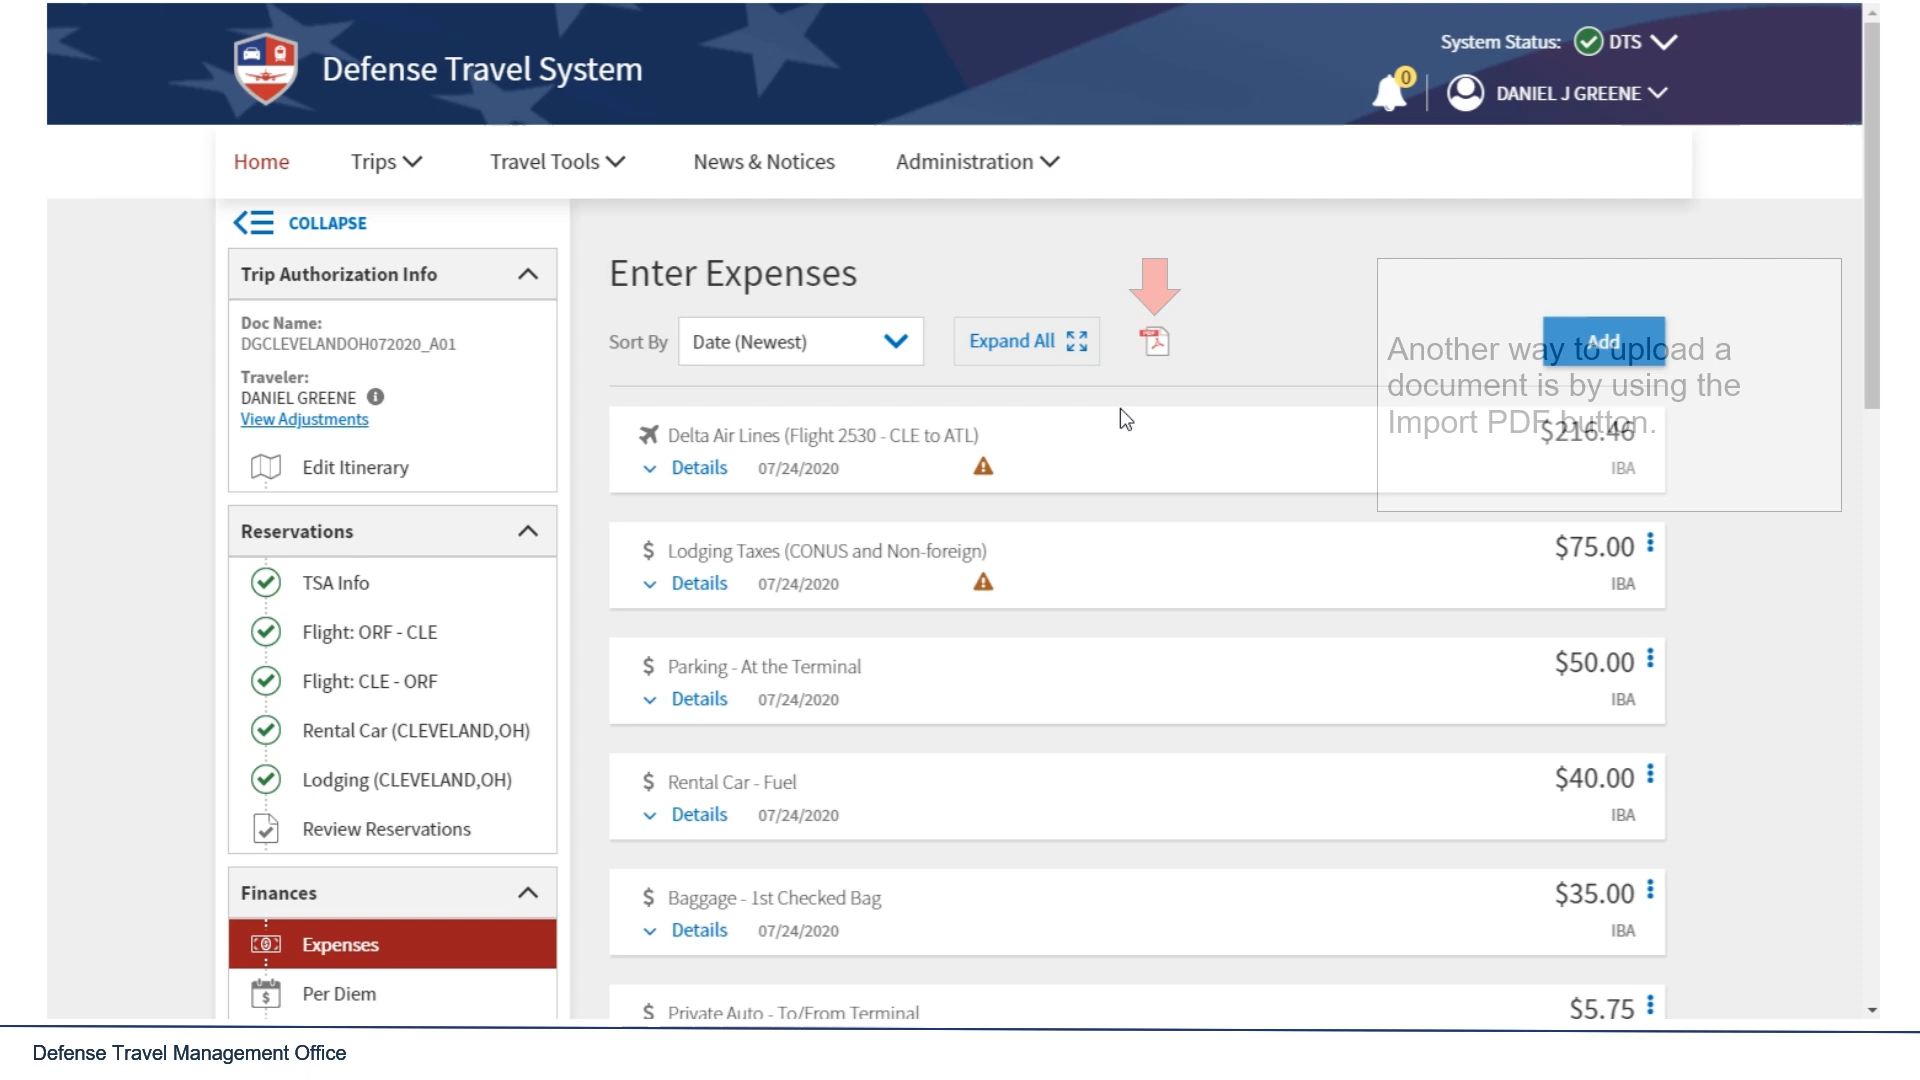 Defense Travel System
System Status: DTS
0
DANIEL J GREENE
Home Trips Travel Tools News & Notices Administration
COLLAPSE
Trip Authorization Info
Doc Name:
DGCLEVELANDOH072020_A01
Traveler:
DANIEL GREENE
View Adjustments
Edit Itinerary
Reservations
TSA Info
Flight: ORF - CLE
Flight: CLE - ORF
Rental Car (CLEVELAND,OH)
Lodging (CLEVELAND,OH)
Review Reservations
Finances
Expenses
Per Diem
Enter Expenses
Sort By Date (Newest) Expand All PDF Add
Another way to upload a
document is by using the
Import PDF button.
Delta Air Lines (Flight 2530 - CLE to ATL) $216.46
Details 07/24/2020 IBA
$ Lodging Taxes (CONUS and Non-foreign) $75.00
Details 07/24/2020 IBA
$ Parking - At the Terminal $50.00
Details 07/24/2020 IBA
$ Rental Car - Fuel $40.00
Details 07/24/2020 IBA
$ Baggage - 1st Checked Bag $35.00
Details 07/24/2020 IBA
$ Private Auto - To/From Terminal $5.75
Defense Travel Management Office